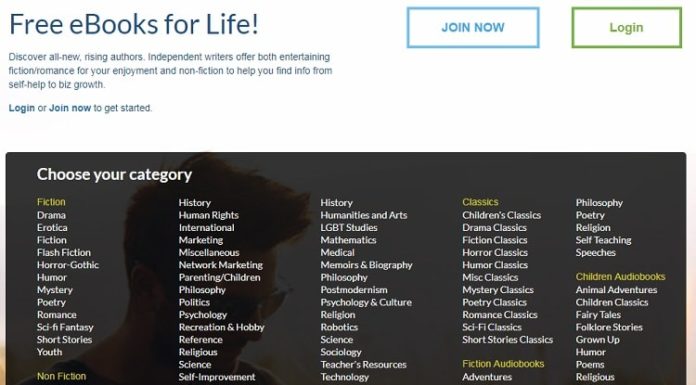 Free eBooks for Life!
JOIN NOW
Login
Discover all-new, rising authors. Independent writers offer both entertaining
fiction/romance for your enjoyment and non-fiction to help you find info from
self-help to biz growth.
Login or Join now to get started.
Choose your category
Fiction
Drama
Erotica
Fiction
Flash Fiction
Horror-Gothic
Humor
Mystery
Poetry
Romance
Sci-fi Fantasy
Short Stories
Youth
Non Fiction
History
Human Rights
International
Marketing
Miscellaneous
Network Marketing
Parenting/Children
Philosophy
Politics
Psychology
Recreation & Hobby
Reference
Religious
Science
Self-Improvement
History
Humanities and Arts
LGBT Studies
Mathematics
Medical
Memoirs & Biography
Philosophy
Postmodernism
Psychology & Culture
Religion
Robotics
Science
Sociology
Teacher's Resources
Technology
Classics
Children's Classics
Drama Classics
Fiction Classics
Horror Classics
Humor Classics
Misc Classics
Mystery Classics
Poetry Classics
Romance Classics
Sci-Fi Classics
Short Stories Classics
Fiction Audiobooks
Adventures
Philosophy
Poetry
Religion
Self Teaching
Speeches
Children Audiobooks
Animal Adventures
Children Classics
Fairy Tales
Folklore Stories
Grown Up
Humor
Poems
Religious